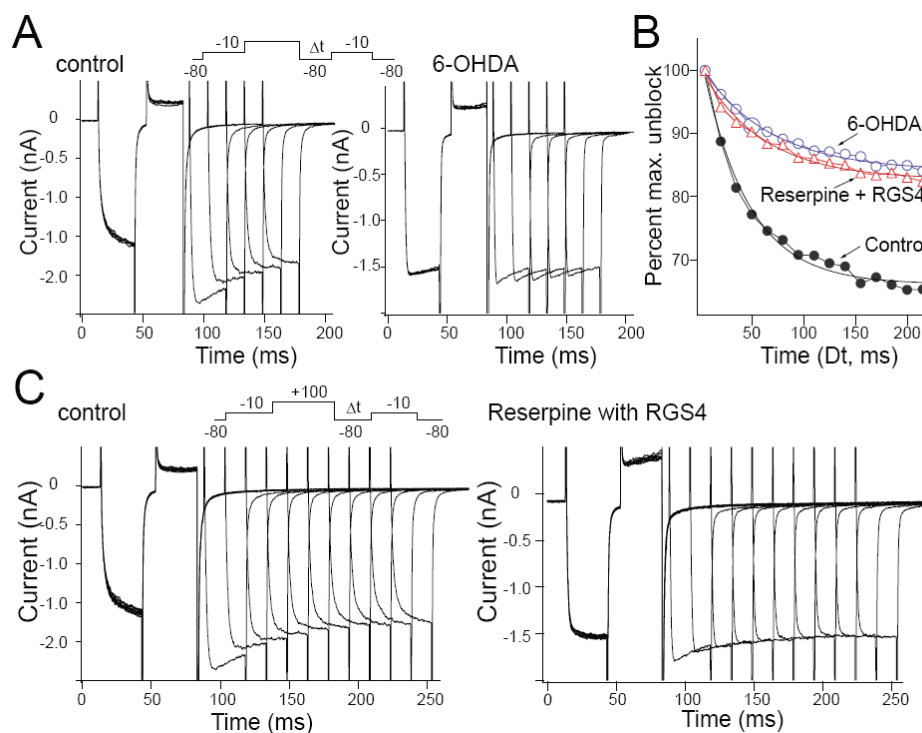 A
control
-10
Δt
-10
-80
-80
-80
6-OHDA
Current (nA)
0
-0.5
-1.0
-1.0
-2.0
0
50
100
150
200
Time (ms)
Current (nA)
0
-0.5
-1.0
-1.5
0
50
100
150
200
Time (ms)
B
Percent max. unblock
100
90
80
70
6-OHDA
Reserpine + RGS4
Contro
50
100
150
200
Time (Dt, ms)
C
control
-10
+100
Δt
-10
-80
-80
-80
Reserpine with RGS4
Current (nA)
0
-0.5
-1.0
-1.0
-2.0
0
50
100
150
200
250
Time (ms)
Current (nA)
0
-0.5
-1.0
-1.5
0
50
100
150
200
250
Time (ms)